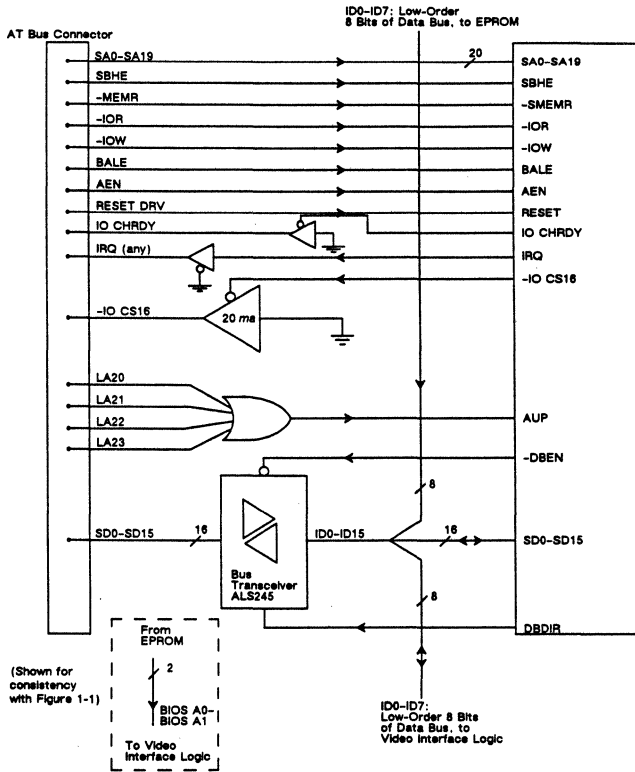 ID0-ID7: Low-Order
8 Bits of Data Bus, to EPROM
AT Bus Connector
SA0-SA19
20
SA0-SA19
SBHE
SBHE
-MEMR
-SMEMR
-IOR
-IOR
-IOW
-IOW
BALE
BALE
AEN
AEN
RESET DRV
RESET
IO CHRDY
IO CHRDY
IRQ (any)
IRQ
-IO CS16
-IO CS16
20 ma
LA20
LA21
LA22
LA23
AUP
-DBEN
8
SD0-SD15
16
ID0-ID15
16
SD0-SD15
Bus
Transceiver
ALS245
8
DBDIR
From
EPROM
2
BIOS A0-
BIOS A1
To Video
Interface Logic
(Shown for
consistency
with Figure 1-1)
ID0-ID7:
Low-Order 8 Bits
of Data Bus, to
Video Interface Logic